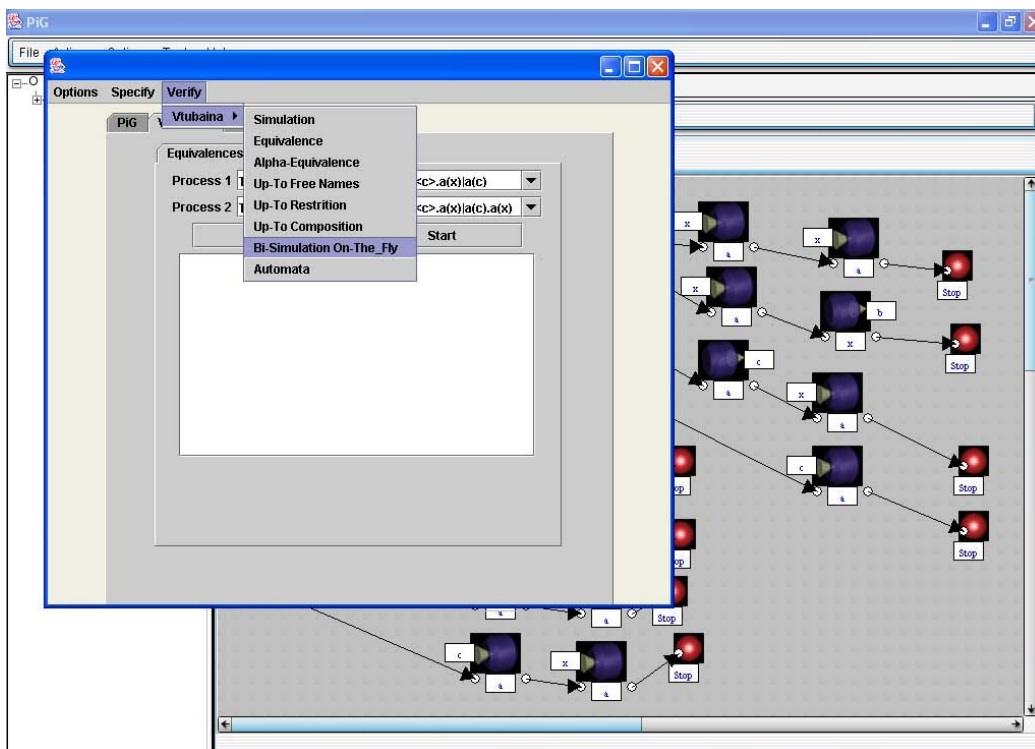 PiG
File
Options Specify Verify
PiG
Vtubaina
Simulation
Equivalence
Alpha-Equivalence
Up-To Free Names
Up-To Restrition
Up-To Composition
Bi-Simulation On-The_Fly
Automata
Equivalences
Process 1 <c>.a(x)|a(c)
Process 2 <c>.a(x)|a(c).a(x)
Start
x
a
x
a
Stop
x
a
b
x
Stop
c
a
x
a
Stop
c
a
Stop
op
op
a
a
Stop
c
a
x
a
Stop